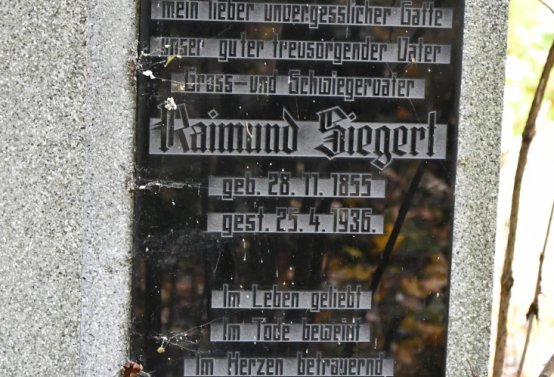 mein lieber unvergesslicher Gatte
unser guter treusorgender Vater
Gross- und Schwiegervater
Raimund Siegert
geb. 28. 11. 1855
gest. 25. 4. 1936.
Im Leben geliebt
Im Tode beweint
Im Herzen betrauernd